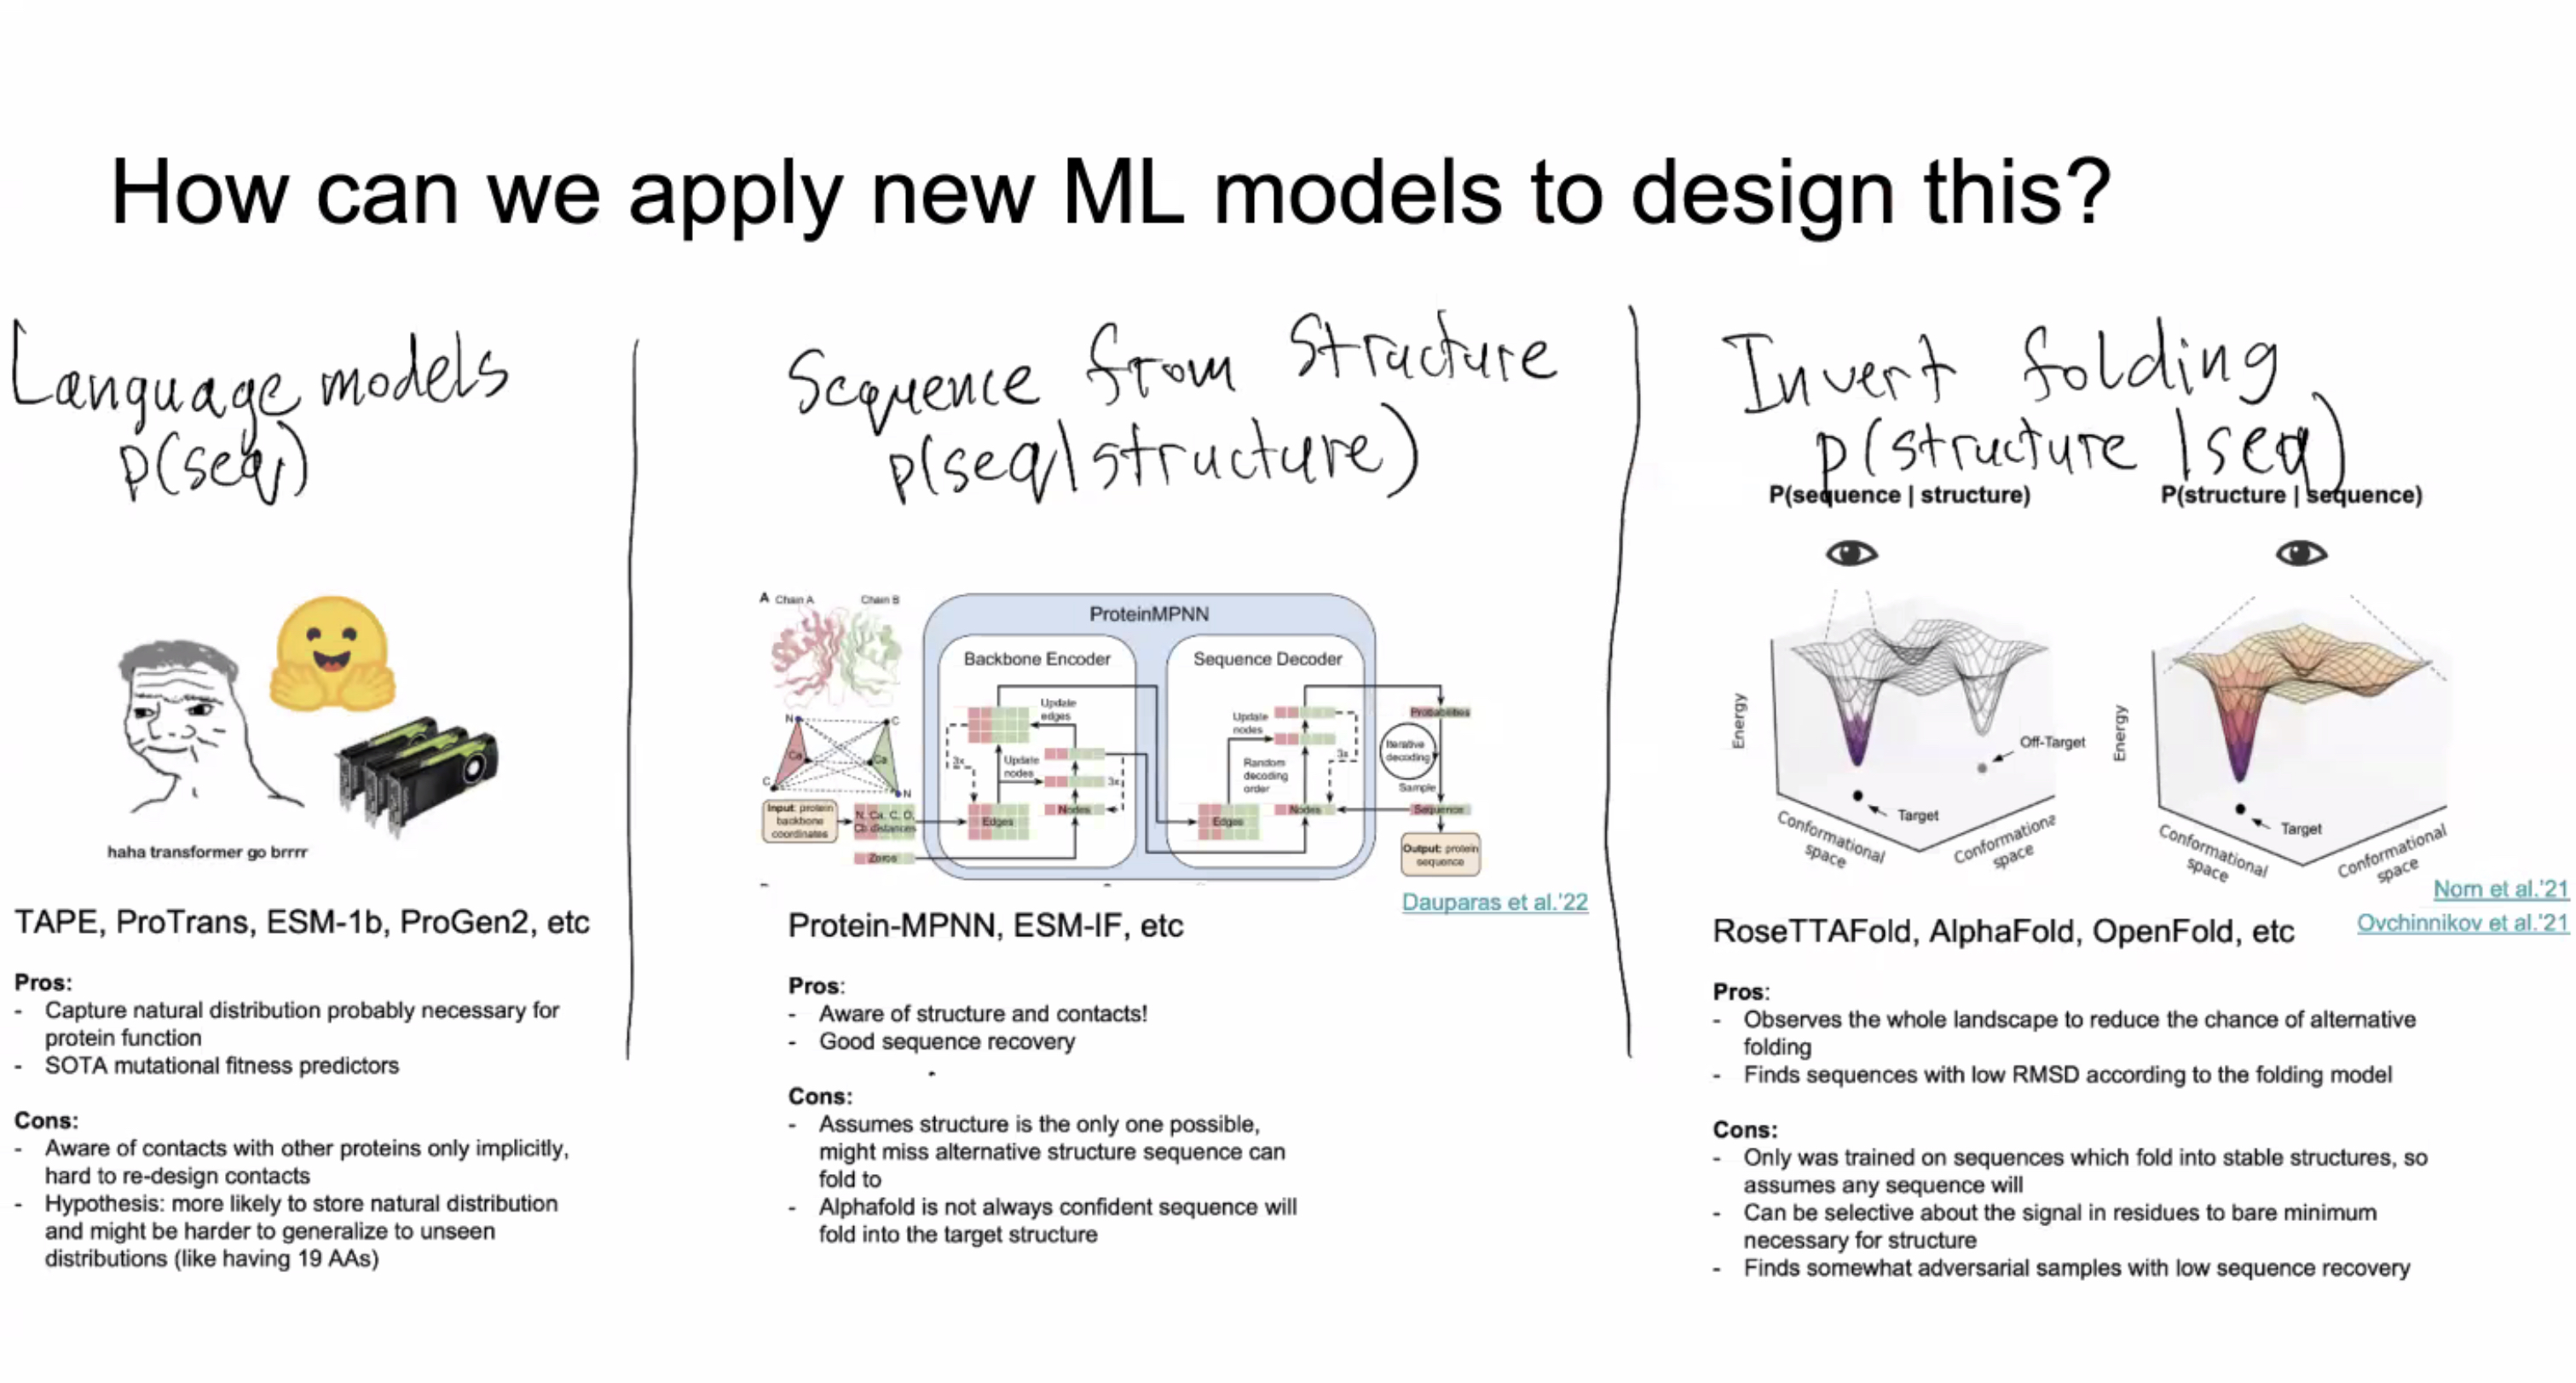 How can we apply new ML models to design this?
Language models
p(seq)
haha transformer go brrrr
TAPE, ProTrans, ESM-1b, ProGen2, etc
Pros:
- Capture natural distribution probably necessary for
protein function
- SOTA mutational fitness predictors
Cons:
- Aware of contacts with other proteins only implicitly,
hard to re-design contacts
- Hypothesis: more likely to store natural distribution
and might be harder to generalize to unseen
distributions (like having 19 AAs)
Sequence from Structure
p(seq|structure)
A Chain A
Chain B
ProteinMPNN
Backbone Encoder
Sequence Decoder
N
C
Ca
Ca
C
N
Input: protein
backbone
coordinates
N, Ca, C, O,
Cb distances
Zeros
Update
edges
3x
Update
nodes
3x
Edges
Nodes
Update
nodes
3x
Random
decoding
order
Edges
Nodes
Probabilities
Iterative
decoding
Sample
Sequence
Output: protein
sequence
Dauparas et al.'22
Protein-MPNN, ESM-IF, etc
Pros:
- Aware of structure and contacts!
- Good sequence recovery
Cons:
- Assumes structure is the only one possible,
might miss alternative structure sequence can
fold to
- Alphafold is not always confident sequence will
fold into the target structure
Invert folding
p(structure |seq)
P(sequence | structure)
P(structure | sequence)
Energy
Off-Target
Target
Conformational
space
Conformationa
space
Energy
Target
Conformational
space
Conformational
space
Norn et al.'21
Ovchinnikov et al.'21
RoseTTAFold, AlphaFold, OpenFold, etc
Pros:
- Observes the whole landscape to reduce the chance of alternative
folding
- Finds sequences with low RMSD according to the folding model
Cons:
- Only was trained on sequences which fold into stable structures, so
assumes any sequence will
- Can be selective about the signal in residues to bare minimum
necessary for structure
- Finds somewhat adversarial samples with low sequence recovery